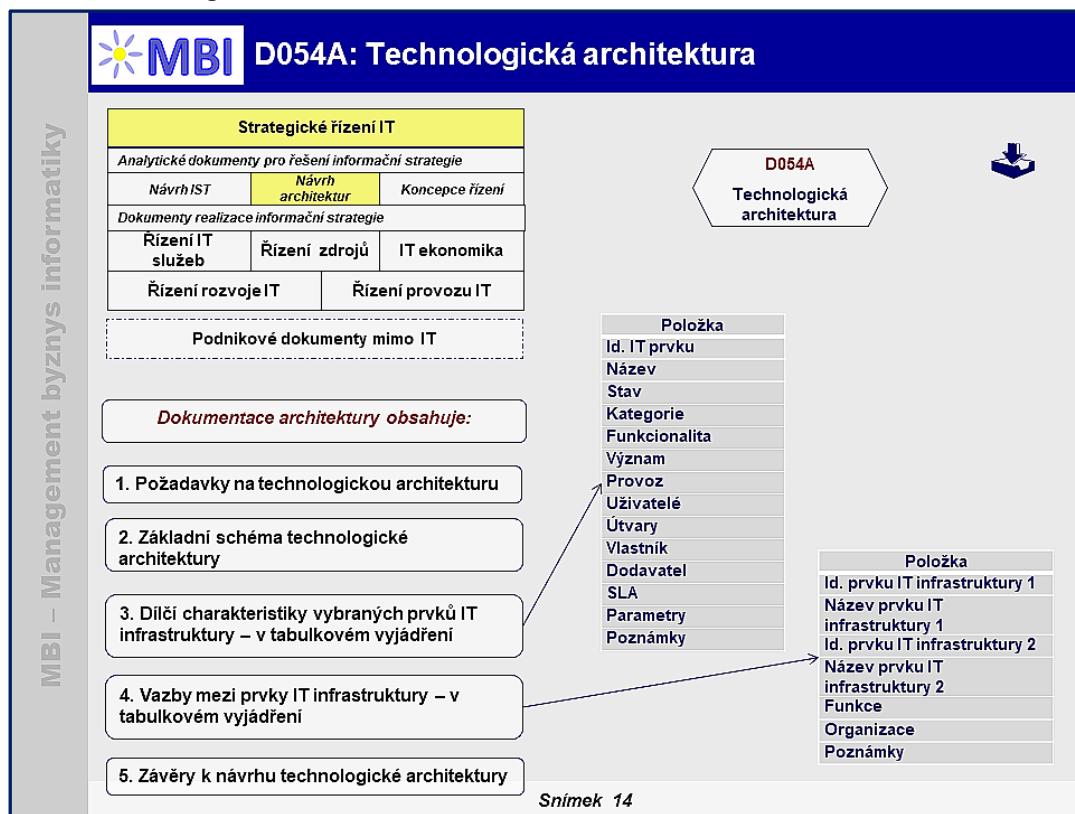 MBI
D054A: Technologická architektura
MBI – Management byznys informatiky
Strategické řízení IT
Analytické dokumenty pro řešení informační strategie
Návrh IST
Návrh
architektur
Koncepce řízení
Dokumenty realizace informační strategie
Řízení IT
služeb
Řízení zdrojů
IT ekonomika
Řízení rozvoje IT
Řízení provozu IT
Podnikové dokumenty mimo IT
D054A
Technologická
architektura
Dokumentace architektury obsahuje:
1. Požadavky na technologickou architekturu
2. Základní schéma technologické
architektury
3. Dílčí charakteristiky vybraných prvků IT
infrastruktury – v tabulkovém vyjádření
4. Vazby mezi prvky IT infrastruktury – v
tabulkovém vyjádření
5. Závěry k návrhu technologické architektury
Položka
Id. IT prvku
Název
Stav
Kategorie
Funkcionalita
Význam
Provoz
Uživatelé
Útvary
Vlastník
Dodavatel
SLA
Parametry
Poznámky
Položka
Id. prvku IT infrastruktury 1
Název prvku IT
infrastruktury 1
Id. prvku IT infrastruktury 2
Název prvku IT
infrastruktury 2
Funkce
Organizace
Poznámky
Snímek 14